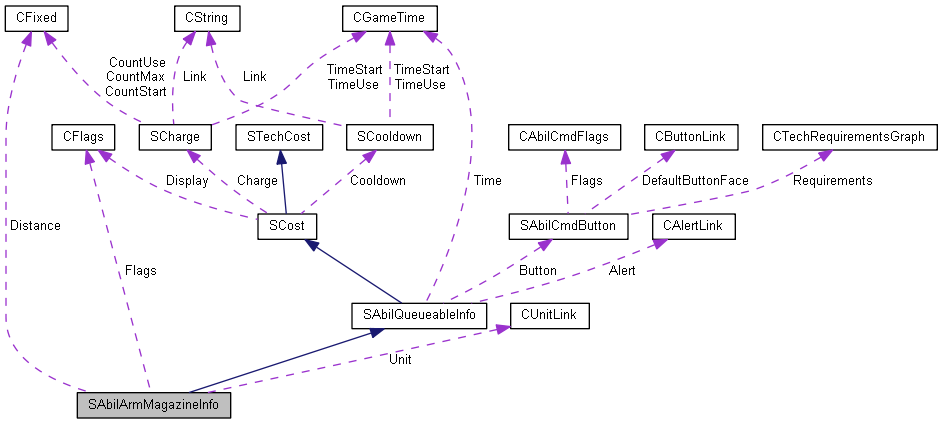 CFixed
CString
CGameTime
CountUse
CountMax
CountStart
Link
Link
TimeStart
TimeUse
TimeStart
TimeUse
CFlags
SCharge
STechCost
SCooldown
CAbilCmdFlags
CButtonLink
CTechRequirementsGraph
Display
Charge
Cooldown
Time
Flags
DefaultButtonFace
Requirements
Distance
SCost
SAbilCmdButton
CAlertLink
Flags
Button
Alert
SAbilQueueableInfo
CUnitLink
Unit
SAbilArmMagazineInfo